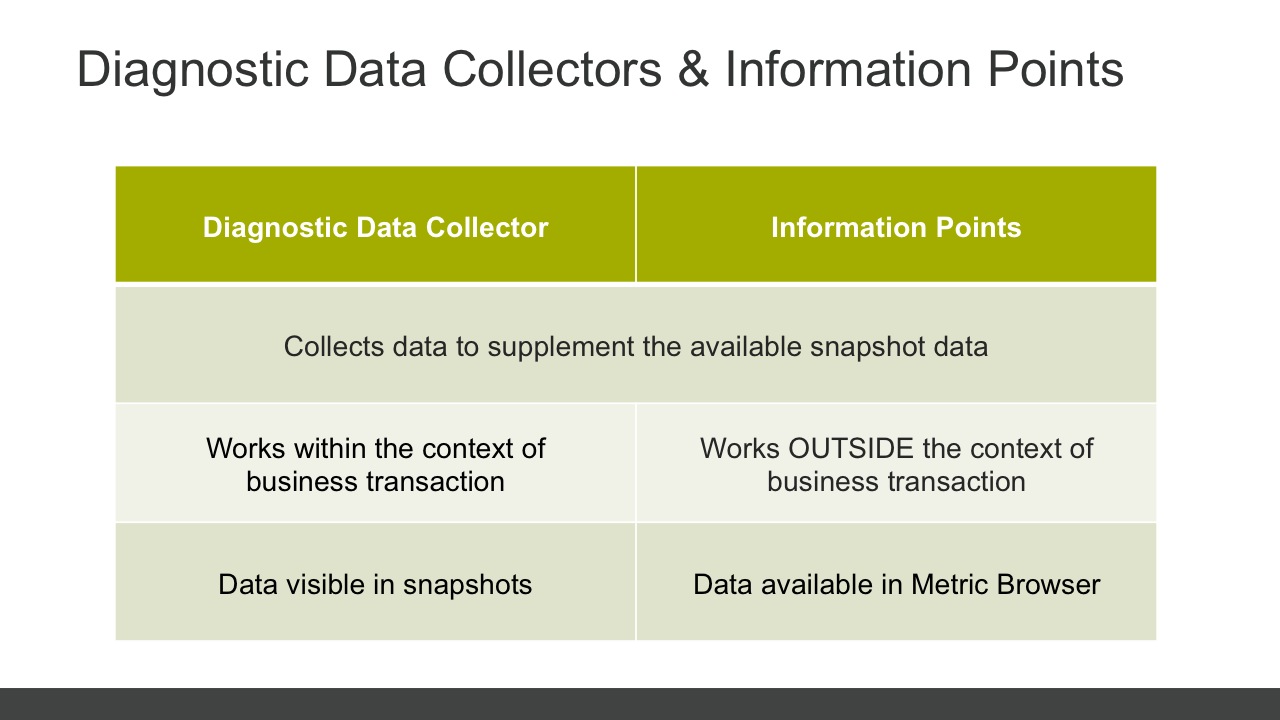 Diagnostic Data Collectors & Information Points
Diagnostic Data Collector
Information Points
Collects data to supplement the available snapshot data
Works within the context of
business transaction
Works OUTSIDE the context of
business transaction
Data visible in snapshots
Data available in Metric Browser